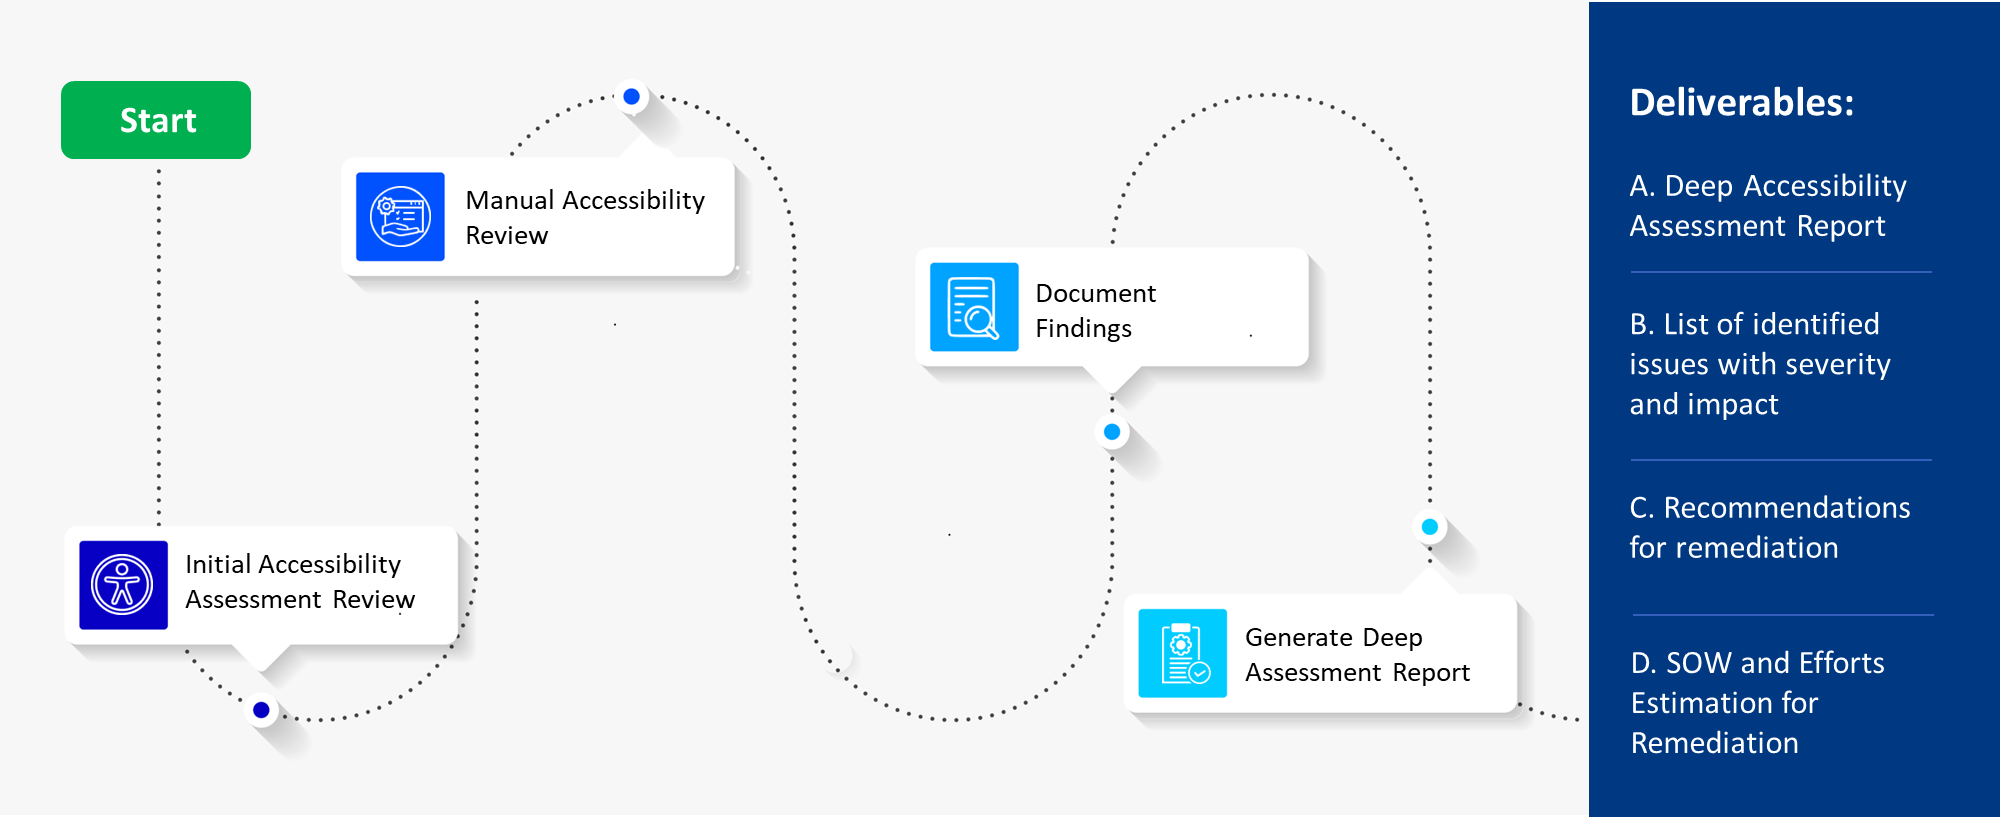 Start
Initial Accessibility
Assessment Review
Manual Accessibility
Review
Document
Findings
Generate Deep
Assessment Report
Deliverables:
A. Deep Accessibility
Assessment Report
B. List of identified
issues with severity
and impact
C. Recommendations
for remediation
D. SOW and Efforts
Estimation for
Remediation